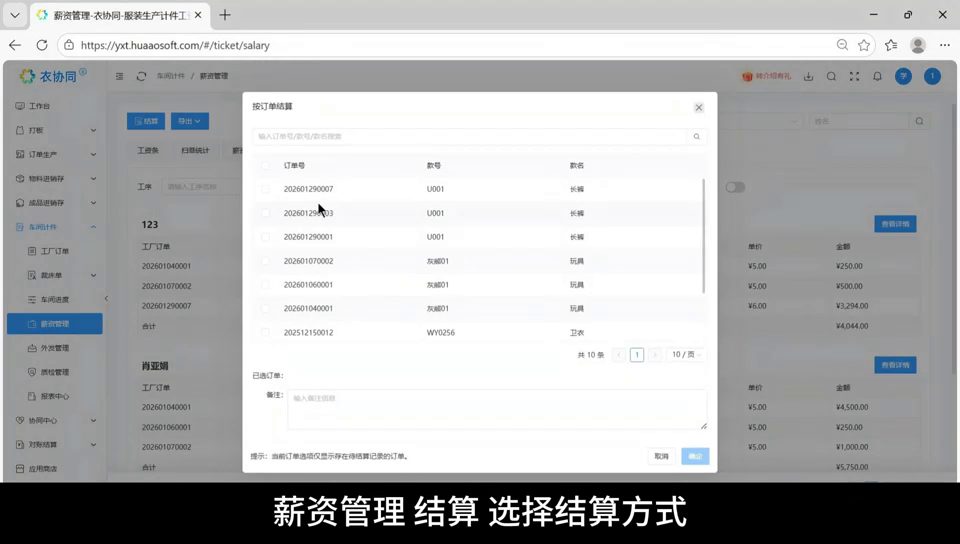 薪资管理-衣协同-服装生产计件工
https://yxt.huaaosoft.com/#/ticket/salary
衣协同
车间计件 / 薪资管理
转介绍有礼
学
1
工作台
打板
订单生产
物料进销存
成品进销存
车间计件
工厂订单
裁床单
车间进度
薪资管理
外发管理
质检管理
报表中心
协同中心
对账结算
应用商店
结算
导出
姓名
工资条
扫菲统计
工序
请输入工序名称
123
查看详情
工厂订单
单价
金额
202601040001
¥5.00
¥250.00
202601070002
¥5.00
¥500.00
202601290007
¥6.00
¥3,294.00
合计
¥4,044.00
肖亚娟
查看详情
工厂订单
单价
金额
202601040001
¥5.00
¥4,500.00
202601060001
¥5.00
¥250.00
202601070002
¥5.00
¥1,000.00
合计
¥5,750.00
按订单结算
输入订单号/款号/款名搜索
订单号 款号 款名
202601290007 U001 长裤
U001 长裤
202601290001 U001 长裤
202601070002 灰絨01 玩具
202601060001 灰絨01 玩具
202601040001 灰絨01 玩具
202512150012 WY0256 卫衣
共 10 条
1
10 / 页
已选订单：
备注：
输入备注信息
提示：当前订单选项仅显示存在待结算记录的订单。
取消
确定
薪资管理 结算 选择结算方式